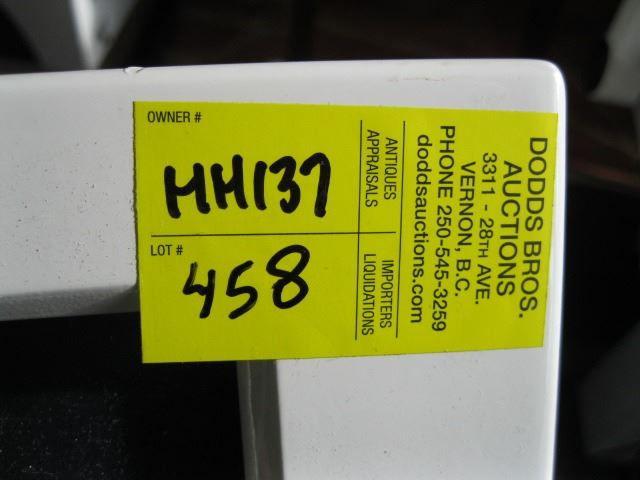 OWNER #
MH137
LOT #
458
ANTIQUES
APPRAISALS
IMPORTERS
LIQUIDATIONS
DODDS BROS.
AUCTIONS
3311 - 28TH AVE.
VERNON, B.C.
PHONE 250-545-3259
doddsauctions.com